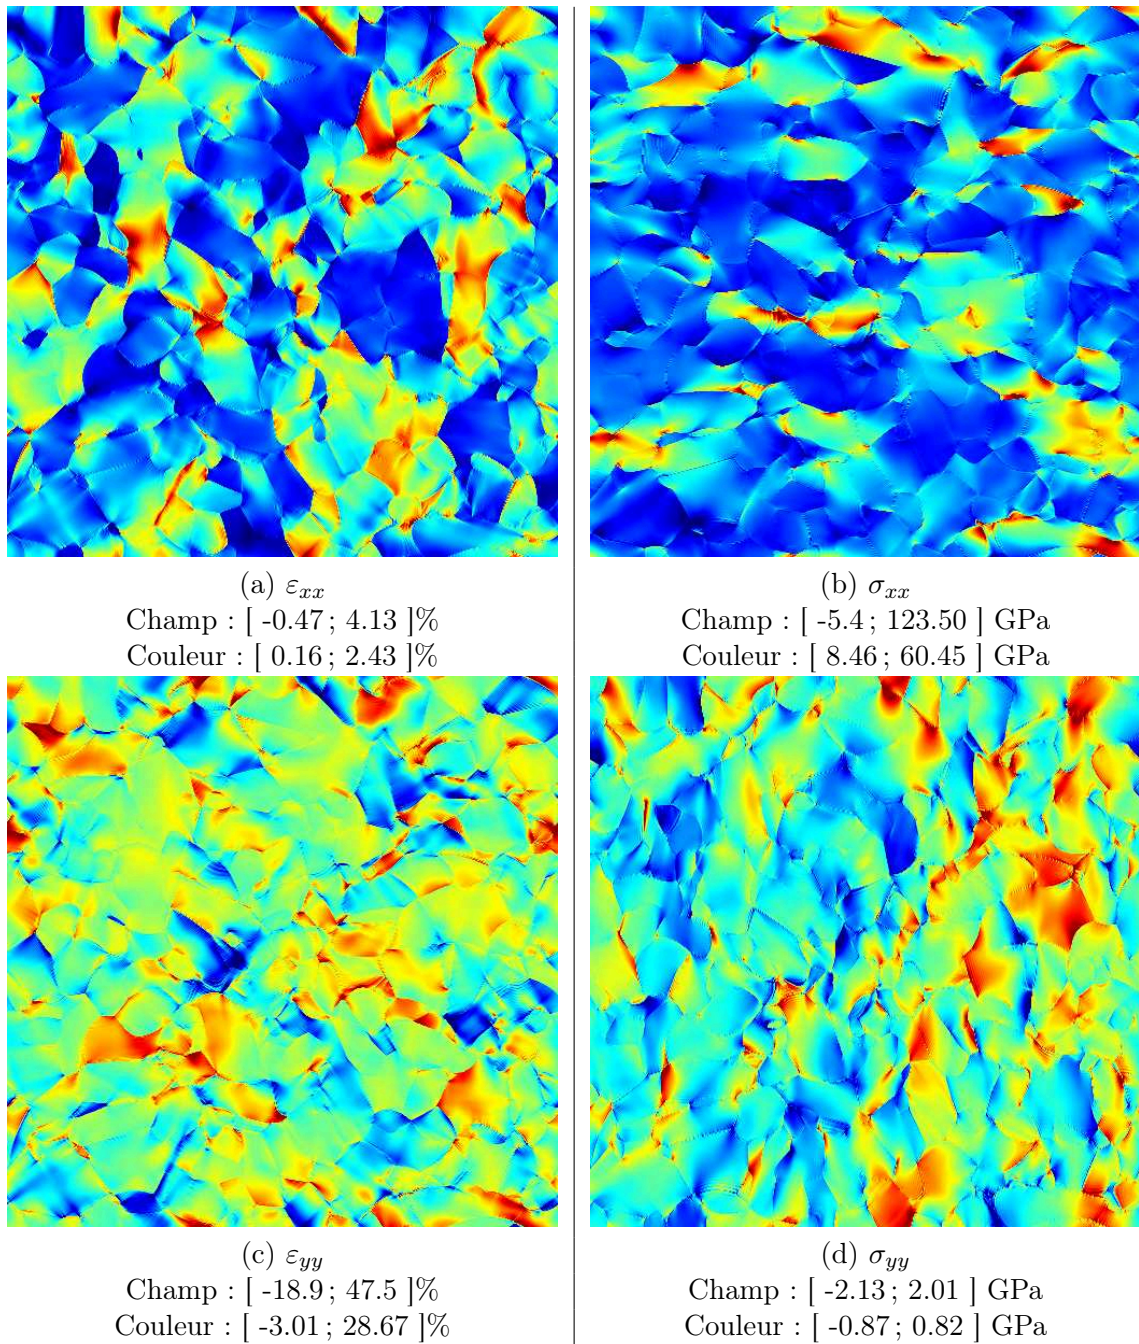 (a) εxx
Champ : [ -0.47 ; 4.13 ]%
Couleur : [ 0.16 ; 2.43 ]%
(b) σxx
Champ : [ -5.4 ; 123.50 ] GPa
Couleur : [ 8.46 ; 60.45 ] GPa
(c) εyy
Champ : [ -18.9 ; 47.5 ]%
Couleur : [ -3.01 ; 28.67 ]%
(d) σyy
Champ : [ -2.13 ; 2.01 ] GPa
Couleur : [ -0.87 ; 0.82 ] GPa